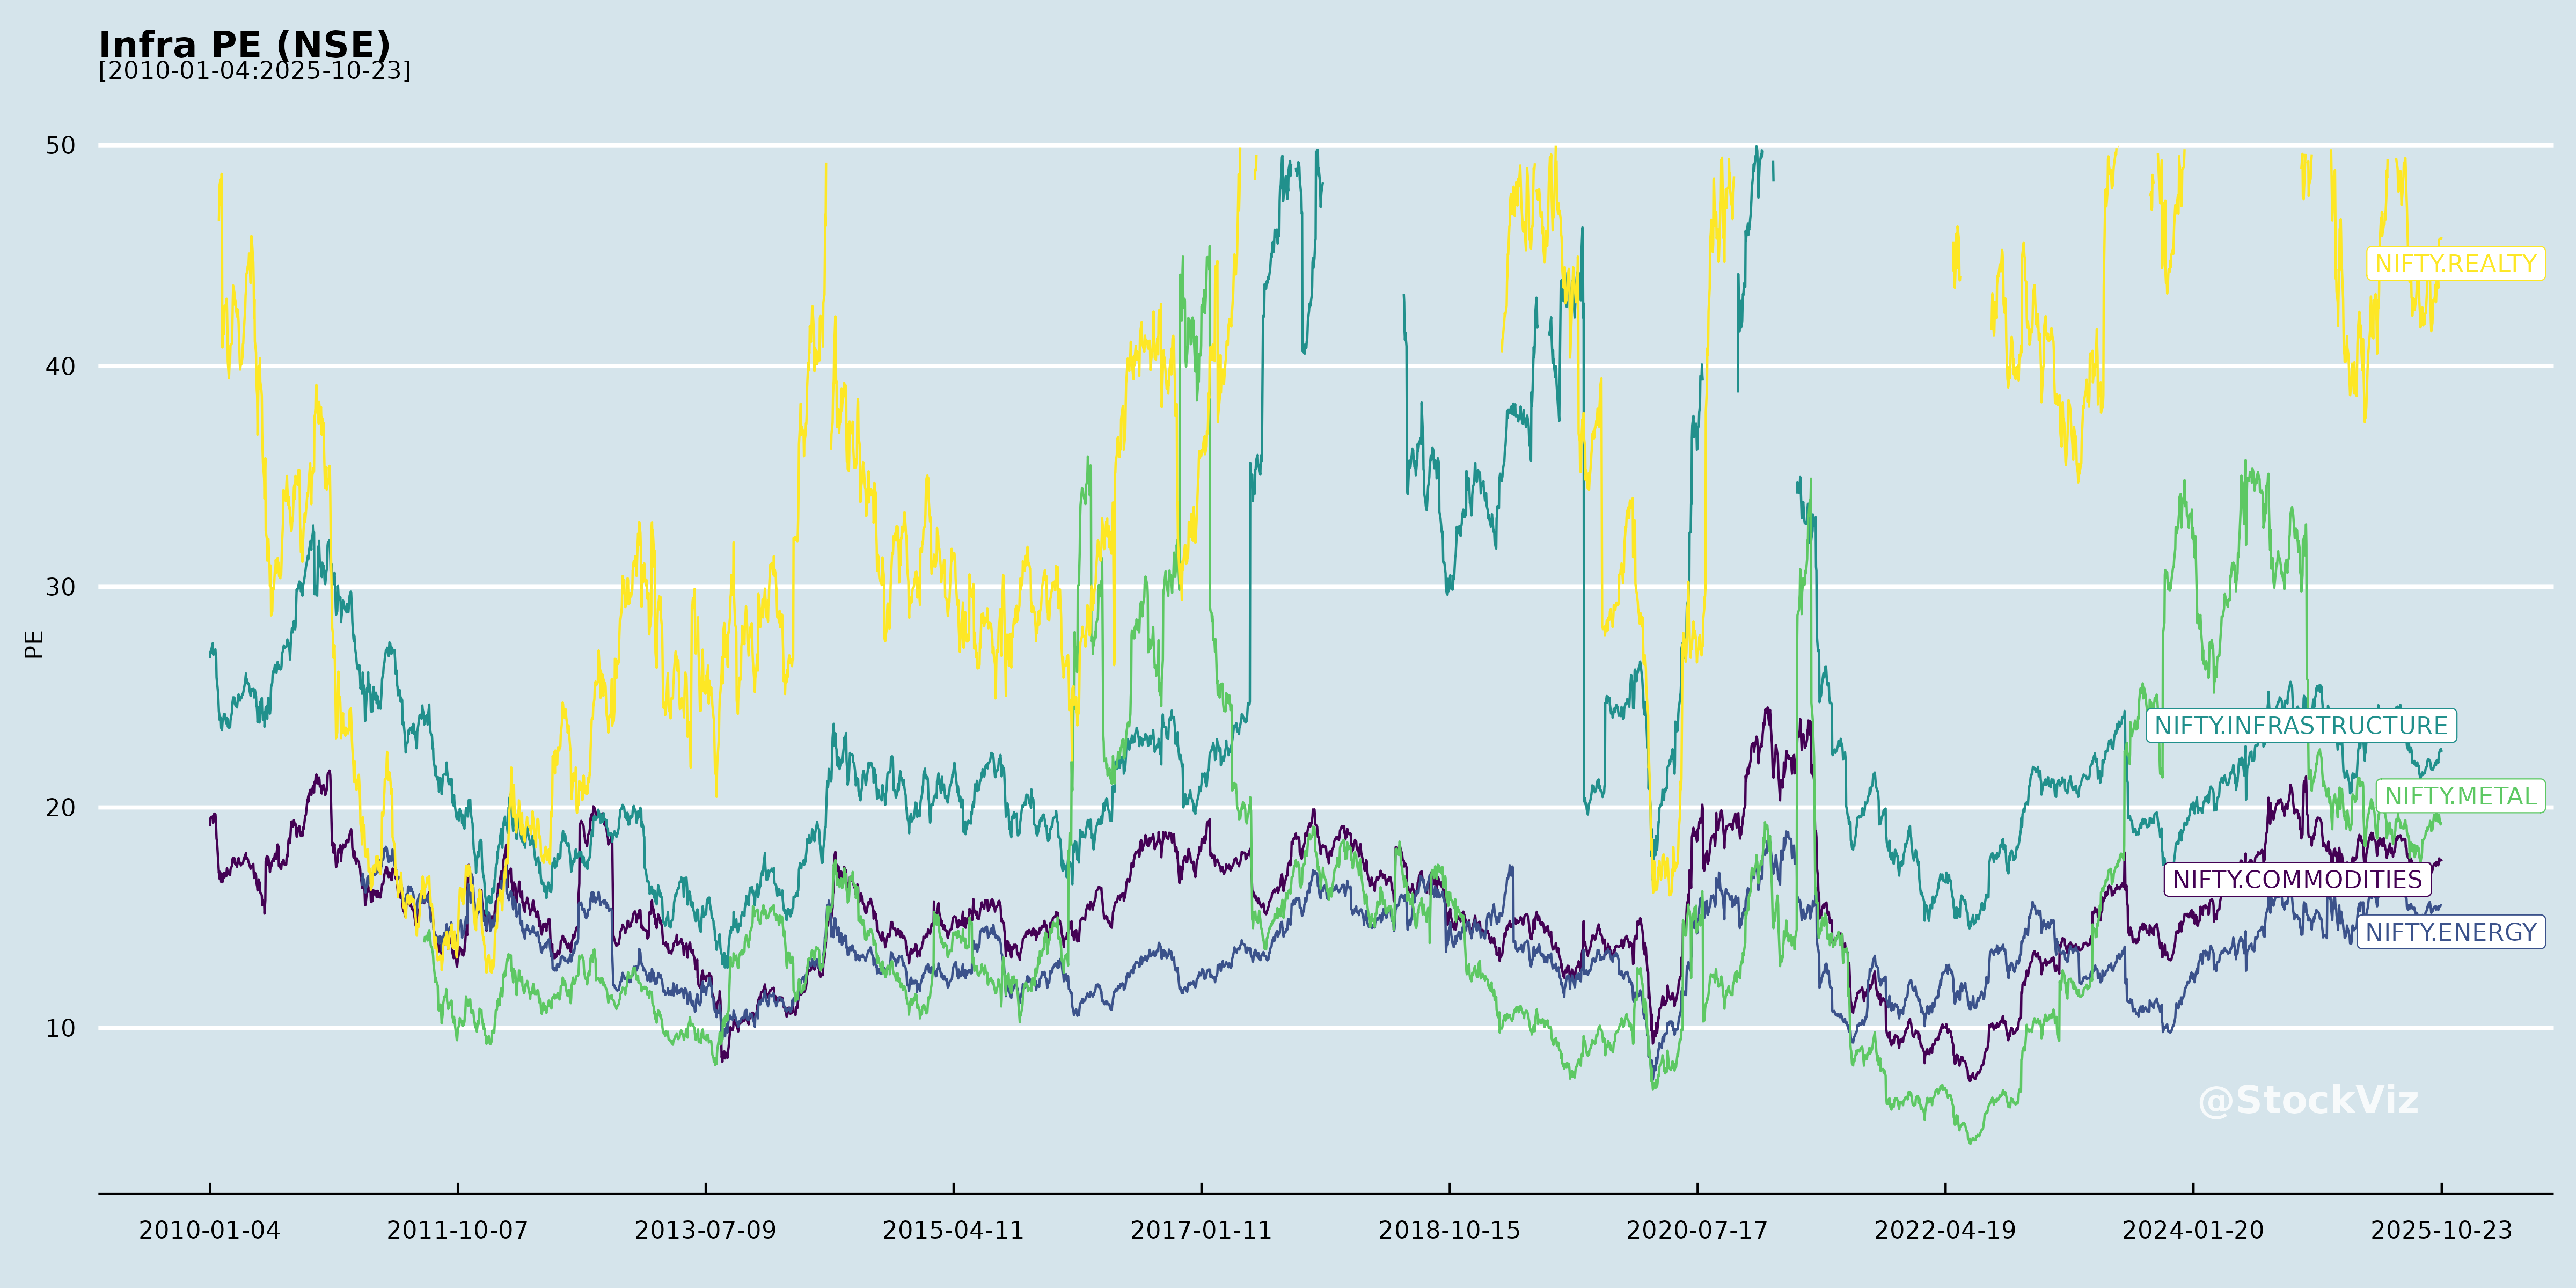 Infra PE (NSE)
[2010-01-04:2025-10-23]
50
40
30
20
10
PE
NIFTY.REALTY
NIFTY.INFRASTRUCTURE
NIFTY.METAL
NIFTY.COMMODITIES
NIFTY.ENERGY
@StockViz
2010-01-04 2011-10-07 2013-07-09 2015-04-11 2017-01-11 2018-10-15 2020-07-17 2022-04-19 2024-01-20 2025-10-23